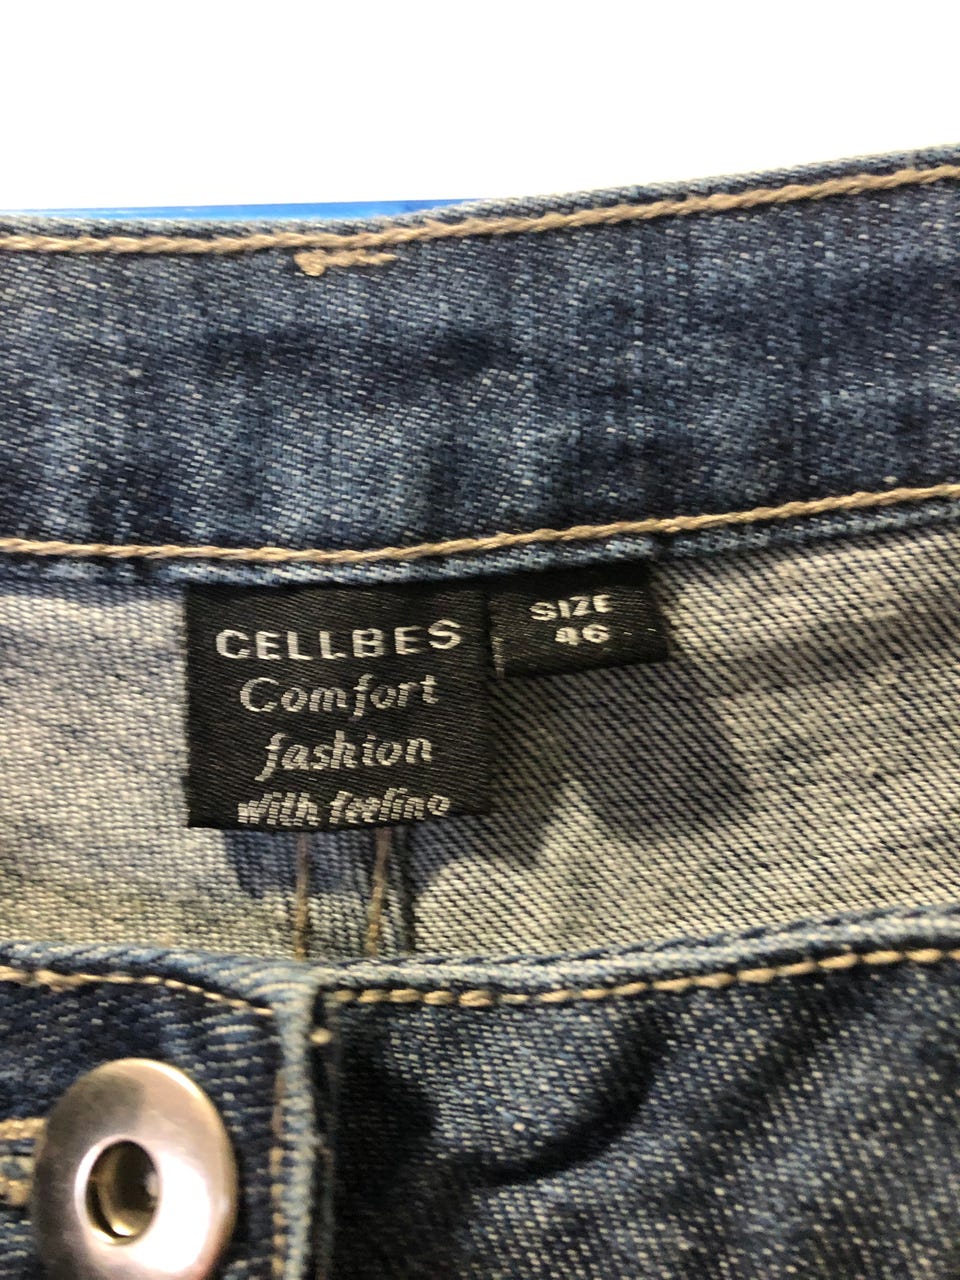 CELLBES
Comfort
fashion
with feeling
SIZE
46